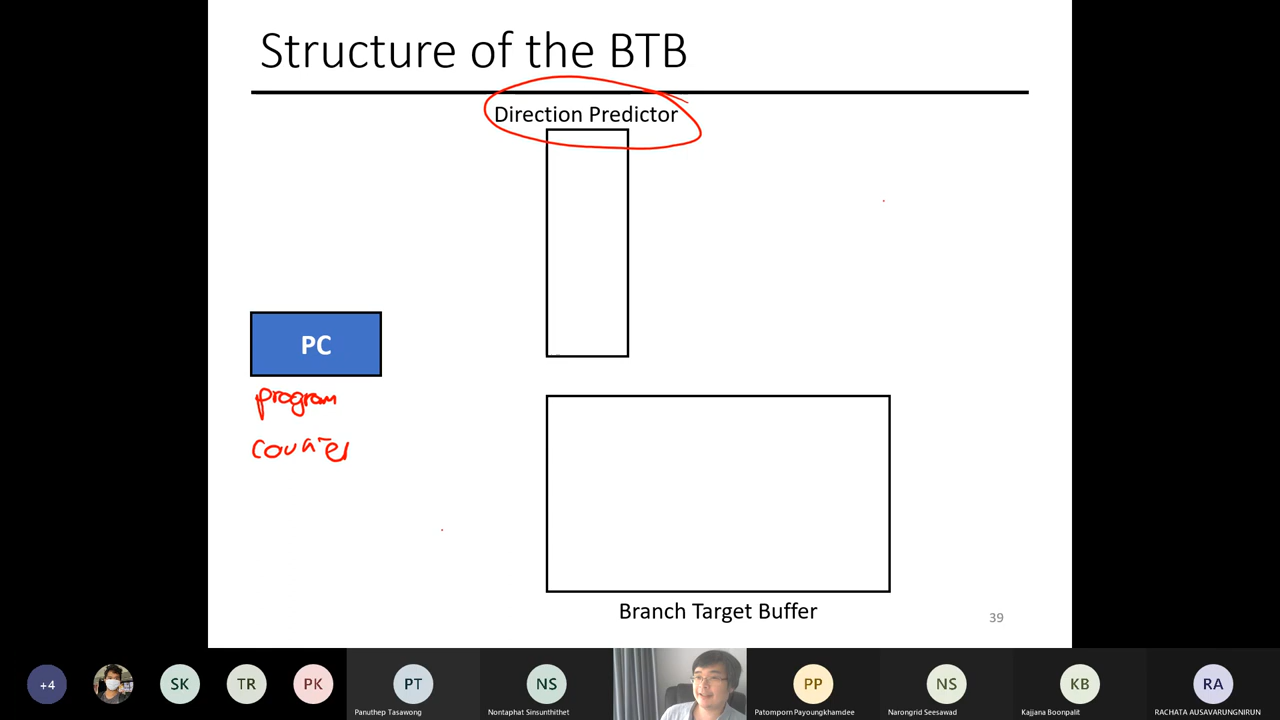 Structure of the BTB
Direction Predictor
PC
program
counter
Branch Target Buffer
39
+4
SK
TR
PK
PT
Panuthep Tasawong
NS
Nontaphat Sinsunthithet
PP
Patomporn Payoungkhamdee
NS
Narongrid Seesawad
KB
Kajjana Boonpalit
RA
RACHATA AUSAVARUNGNIRUN